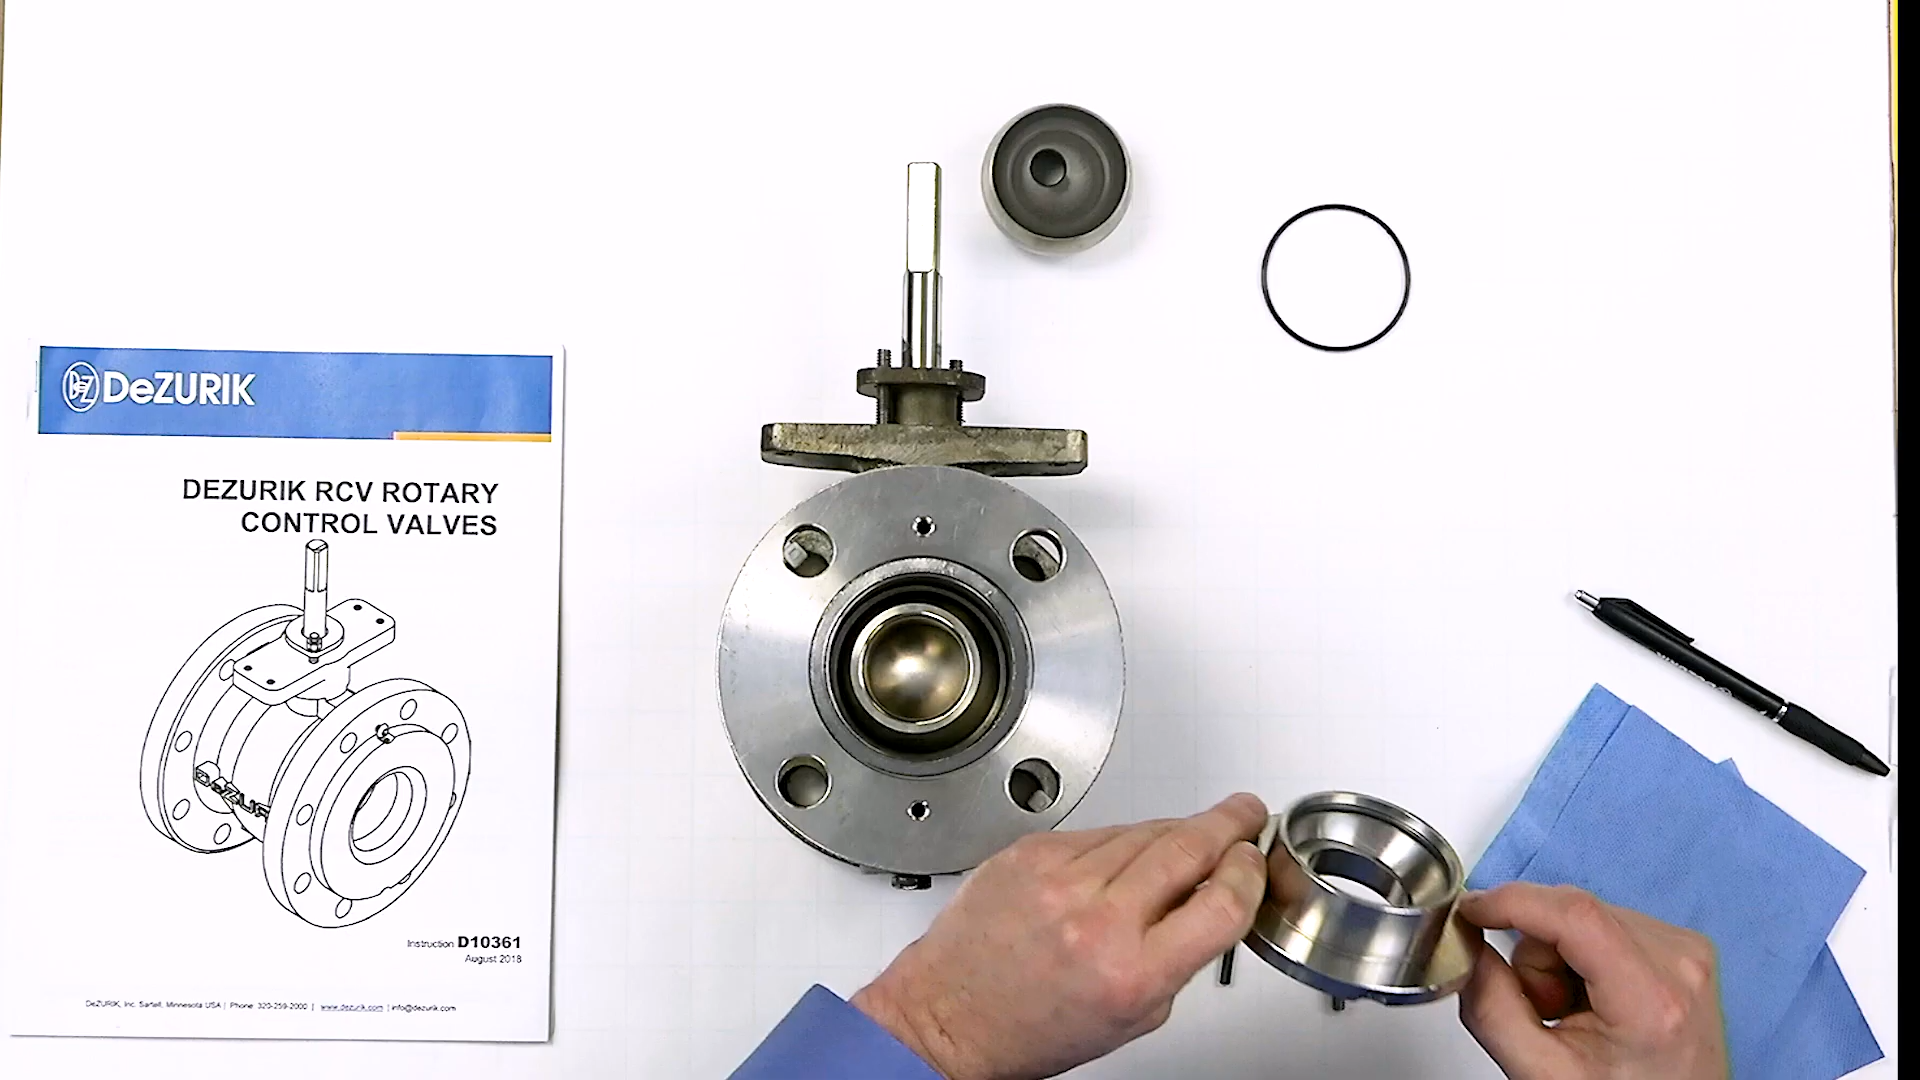 DeZURIK
DEZURIK RCV ROTARY
CONTROL VALVES
DeZUR
Instruction D10361
August 2018
DeZURIK, Inc. Sartell, Minnesota USA | Phone 320-259-2000 | www.dezurik.com | info@dezurik.com